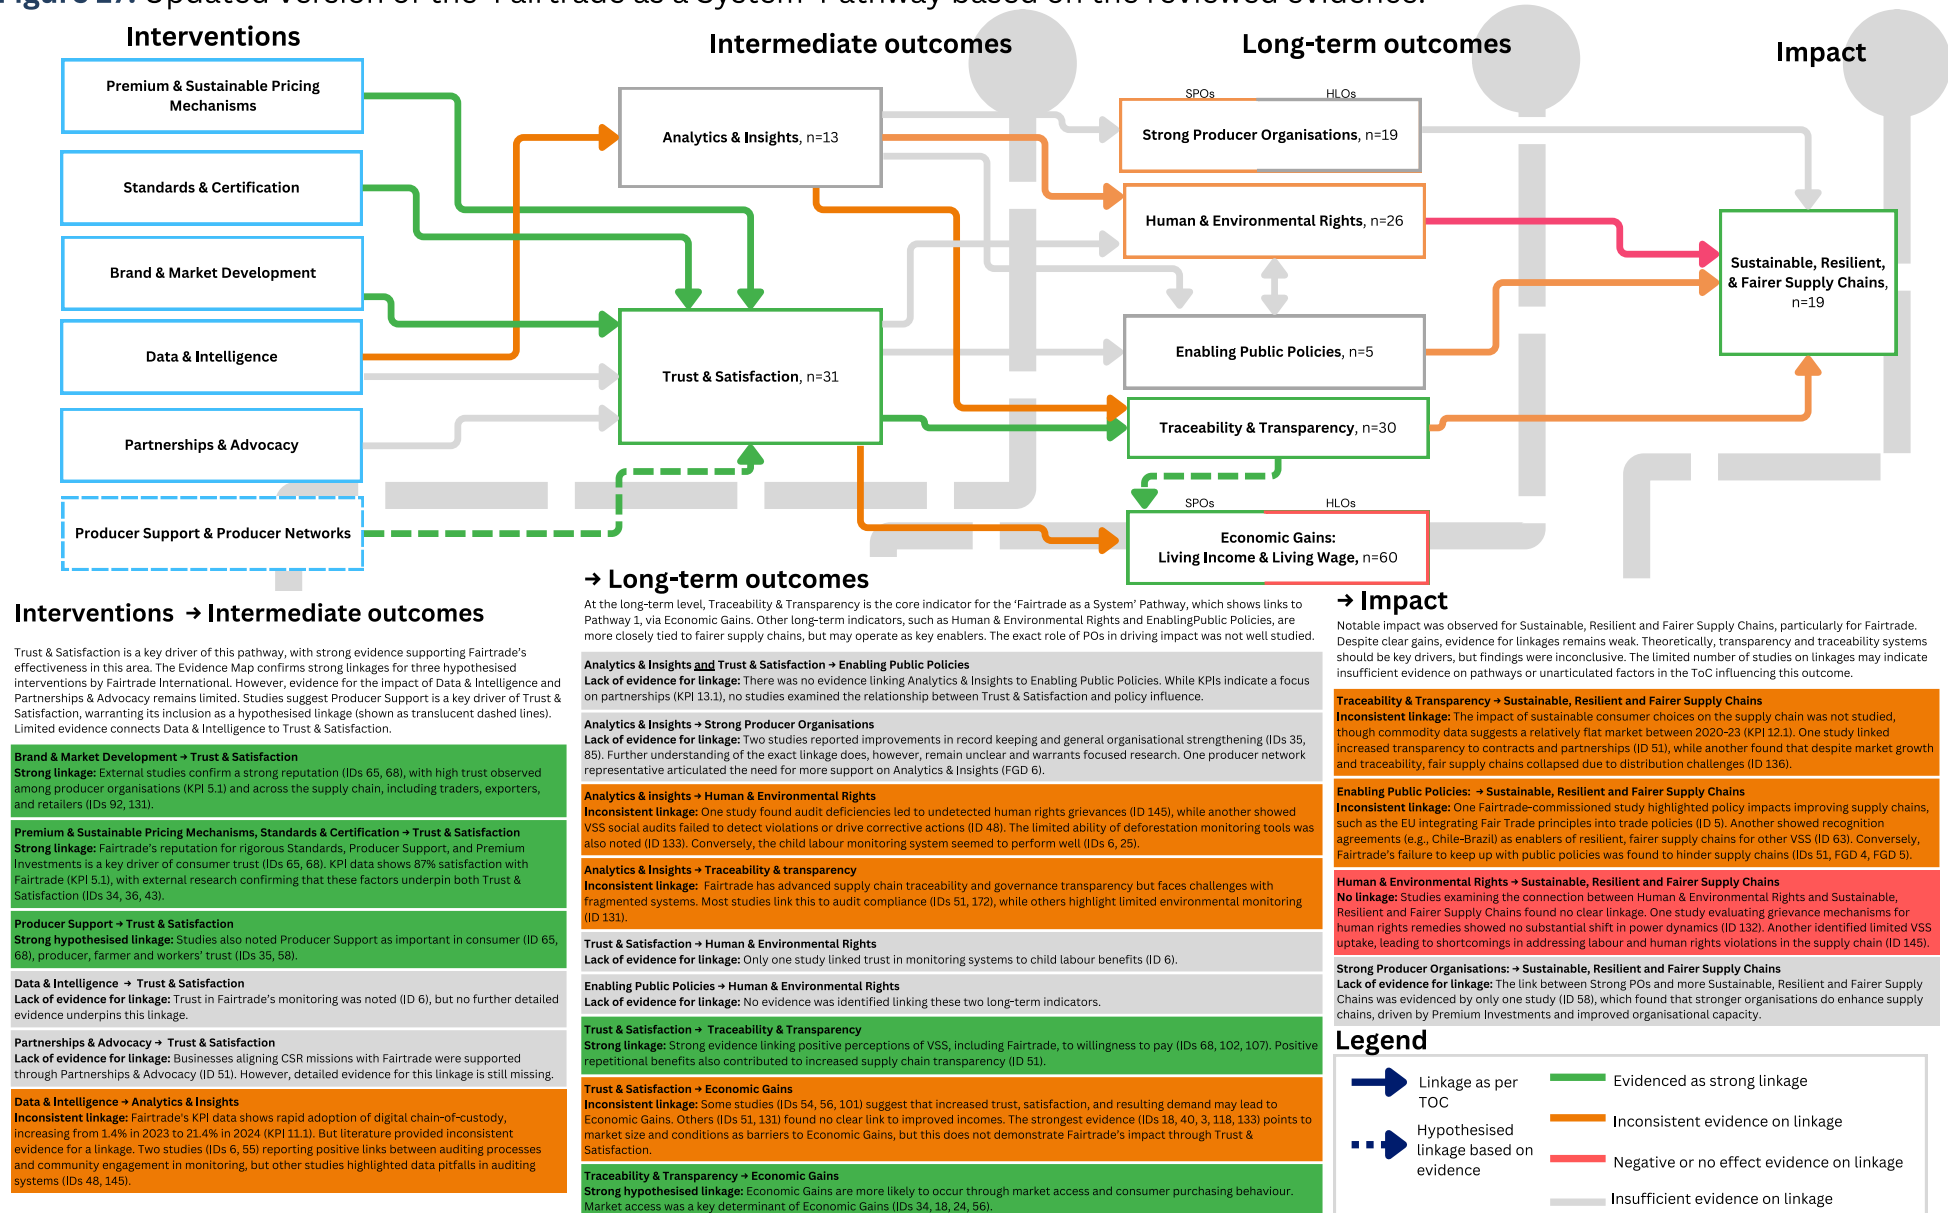 Figure 27. Updated version of the 'Fairtrade as a System' Pathway based on the reviewed evidence.
Interventions
Intermediate outcomes
Long-term outcomes
Impact
Premium & Sustainable Pricing
Mechanisms
Standards & Certification
Brand & Market Development
Data & Intelligence
Partnerships & Advocacy
Producer Support & Producer Networks
Analytics & Insights, n=13
Trust & Satisfaction, n=31
SPOs
HLOs
Strong Producer Organisations, n=19
Human & Environmental Rights, n=26
Enabling Public Policies, n=5
Traceability & Transparency, n=30
SPOs
HLOs
Economic Gains:
Living Income & Living Wage, n=60
Sustainable, Resilient,
& Fairer Supply Chains,
n=19
Interventions → Intermediate outcomes
Trust & Satisfaction is a key driver of this pathway, with strong evidence supporting Fairtrade's
effectiveness in this area. The Evidence Map confirms strong linkages for three hypothesised
interventions by Fairtrade International. However, evidence for the impact of Data & Intelligence and
Partnerships & Advocacy remains limited. Studies suggest Producer Support is a key driver of Trust &
Satisfaction, warranting its inclusion as a hypothesised linkage (shown as translucent dashed lines).
Limited evidence connects Data & Intelligence to Trust & Satisfaction.
Brand & Market Development → Trust & Satisfaction
Strong linkage: External studies confirm a strong reputation (IDs 65, 68), with high trust observed
among producer organisations (KPI 5.1) and across the supply chain, including traders, exporters,
and retailers (IDs 92, 131).
Premium & Sustainable Pricing Mechanisms, Standards & Certification → Trust & Satisfaction
Strong linkage: Fairtrade's reputation for rigorous Standards, Producer Support, and Premium
Investments is a key driver of consumer trust (IDs 65, 68). KPI data shows 87% satisfaction with
Fairtrade (KPI 5.1), with external research confirming that these factors underpin both Trust &
Satisfaction (IDs 34, 36, 43).
Producer Support → Trust & Satisfaction
Strong hypothesised linkage: Studies also noted Producer Support as important in consumer (ID 65,
68), producer, farmer and workers' trust (IDs 35, 58).
Data & Intelligence → Trust & Satisfaction
Lack of evidence for linkage: Trust in Fairtrade's monitoring was noted (ID 6), but no further detailed
evidence underpins this linkage.
Partnerships & Advocacy → Trust & Satisfaction
Lack of evidence for linkage: Businesses aligning CSR missions with Fairtrade were supported
through Partnerships & Advocacy (ID 51). However, detailed evidence for this linkage is still missing.
Data & Intelligence → Analytics & Insights
Inconsistent linkage: Fairtrade's KPI data shows rapid adoption of digital chain-of-custody,
increasing from 1.4% in 2023 to 21.4% in 2024 (KPI 11.1). But literature provided inconsistent
evidence for a linkage. Two studies (IDs 6, 55) reporting positive links between auditing processes
and community engagement in monitoring, but other studies highlighted data pitfalls in auditing
systems (IDs 48, 145).
→ Long-term outcomes
At the long-term level, Traceability & Transparency is the core indicator for the 'Fairtrade as a System' Pathway, which shows links to
Pathway 1, via Economic Gains. Other long-term indicators, such as Human & Environmental Rights and EnablingPublic Policies, are
more closely tied to fairer supply chains, but may operate as key enablers. The exact role of POs in driving impact was not well studied.
Analytics & Insights and Trust & Satisfaction → Enabling Public Policies
Lack of evidence for linkage: There was no evidence linking Analytics & Insights to Enabling Public Policies. While KPIs indicate a focus
on partnerships (KPI 13.1), no studies examined the relationship between Trust & Satisfaction and policy influence.
Analytics & Insights → Strong Producer Organisations
Lack of evidence for linkage: Two studies reported improvements in record keeping and general organisational strengthening (IDs 35,
85). Further understanding of the exact linkage does, however, remain unclear and warrants focused research. One producer network
representative articulated the need for more support on Analytics & Insights (FGD 6).
Analytics & insights → Human & Environmental Rights
Inconsistent linkage: One study found audit deficiencies led to undetected human rights grievances (ID 145), while another showed
VSS social audits failed to detect violations or drive corrective actions (ID 48). The limited ability of deforestation monitoring tools was
also noted (ID 133). Conversely, the child labour monitoring system seemed to perform well (IDs 6, 25).
Analytics & Insights → Traceability & transparency
Inconsistent linkage: Fairtrade has advanced supply chain traceability and governance transparency but faces challenges with
fragmented systems. Most studies link this to audit compliance (IDs 51, 172), while others highlight limited environmental monitoring
(ID 131).
Trust & Satisfaction → Human & Environmental Rights
Lack of evidence for linkage: Only one study linked trust in monitoring systems to child labour benefits (ID 6).
Enabling Public Policies → Human & Environmental Rights
Lack of evidence for linkage: No evidence was identified linking these two long-term indicators.
Trust & Satisfaction → Traceability & Transparency
Strong linkage: Strong evidence linking positive perceptions of VSS, including Fairtrade, to willingness to pay (IDs 68, 102, 107). Positive
repetitional benefits also contributed to increased supply chain transparency (ID 51).
Trust & Satisfaction → Economic Gains
Inconsistent linkage: Some studies (IDs 54, 56, 101) suggest that increased trust, satisfaction, and resulting demand may lead to
Economic Gains. Others (IDs 51, 131) found no clear link to improved incomes. The strongest evidence (IDs 18, 40, 3, 118, 133) points to
market size and conditions as barriers to Economic Gains, but this does not demonstrate Fairtrade's impact through Trust &
Satisfaction.
Traceability & Transparency → Economic Gains
Strong hypothesised linkage: Economic Gains are more likely to occur through market access and consumer purchasing behaviour.
Market access was a key determinant of Economic Gains (IDs 34, 18, 24, 56).
→ Impact
Notable impact was observed for Sustainable, Resilient and Fairer Supply Chains, particularly for Fairtrade.
Despite clear gains, evidence for linkages remains weak. Theoretically, transparency and traceability systems
should be key drivers, but findings were inconclusive. The limited number of studies on linkages may indicate
insufficient evidence on pathways or unarticulated factors in the ToC influencing this outcome.
Traceability & Transparency → Sustainable, Resilient and Fairer Supply Chains
Inconsistent linkage: The impact of sustainable consumer choices on the supply chain was not studied,
though commodity data suggests a relatively flat market between 2020-23 (KPI 12.1). One study linked
increased transparency to contracts and partnerships (ID 51), while another found that despite market growth
and traceability, fair supply chains collapsed due to distribution challenges (ID 136).
Enabling Public Policies: → Sustainable, Resilient and Fairer Supply Chains
Inconsistent linkage: One Fairtrade-commissioned study highlighted policy impacts improving supply chains,
such as the EU integrating Fair Trade principles into trade policies (ID 5). Another showed recognition
agreements (e.g., Chile-Brazil) as enablers of resilient, fairer supply chains for other VSS (ID 63). Conversely,
Fairtrade's failure to keep up with public policies was found to hinder supply chains (IDs 51, FGD 4, FGD 5).
Human & Environmental Rights → Sustainable, Resilient and Fairer Supply Chains
No linkage: Studies examining the connection between Human & Environmental Rights and Sustainable,
Resilient and Fairer Supply Chains found no clear linkage. One study evaluating grievance mechanisms for
human rights remedies showed no substantial shift in power dynamics (ID 132). Another identified limited VSS
uptake, leading to shortcomings in addressing labour and human rights violations in the supply chain (ID 145).
Strong Producer Organisations: → Sustainable, Resilient and Fairer Supply Chains
Lack of evidence for linkage: The link between Strong POs and more Sustainable, Resilient and Fairer Supply
Chains was evidenced by only one study (ID 58), which found that stronger organisations do enhance supply
chains, driven by Premium Investments and improved organisational capacity.
Legend
Linkage as per
TOC
Hypothesised
linkage based on
evidence
Evidenced as strong linkage
Inconsistent evidence on linkage
Negative or no effect evidence on linkage
Insufficient evidence on linkage